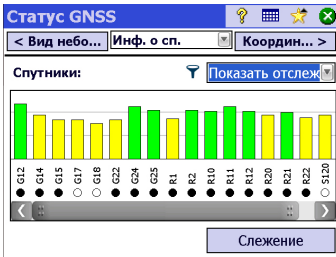 Статус GNSS
< Вид небо... Инф. о сп. Координ... >
Спутники: Показать отслеж
G12 G14 G15 G17 G18 G22 G24 G25 R1 R2 R10 R11 R12 R20 R21 R22 S120
Слежение